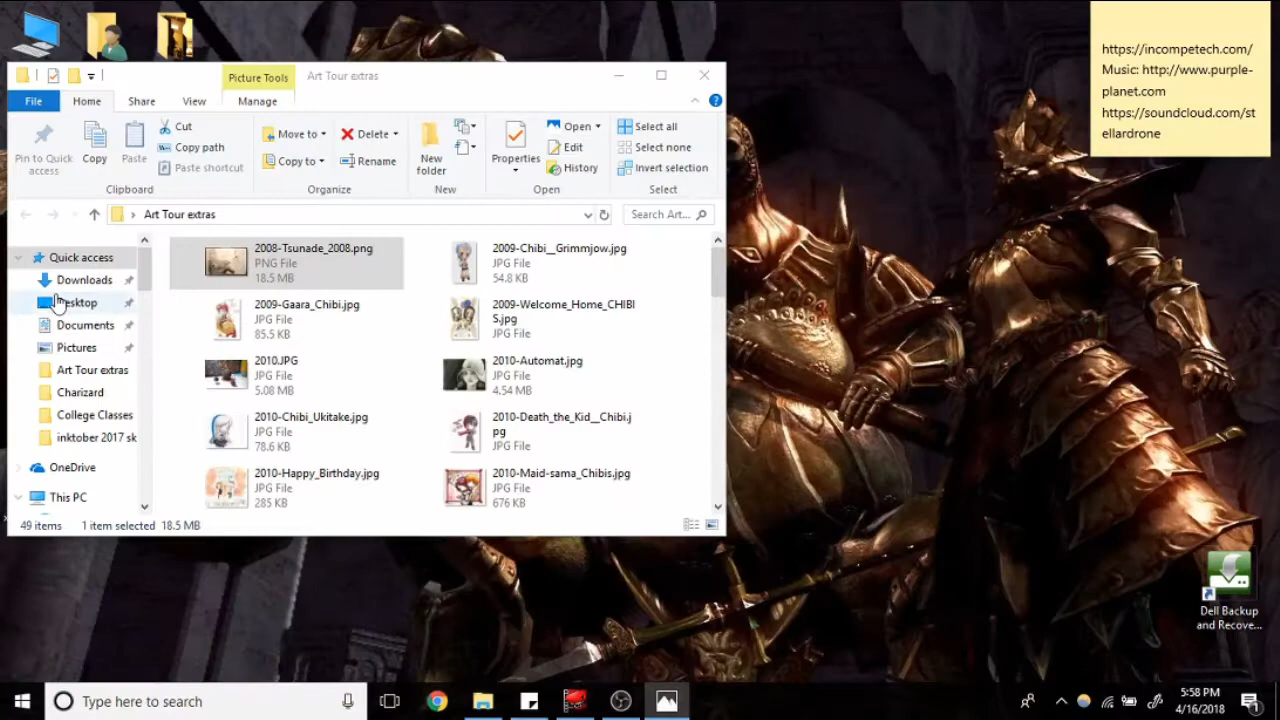 https://incompetech.com/
Music: http://www.purple-
planet.com
https://soundcloud.com/st
ellardrone
Picture Tools
Art Tour extras
File
Home
Share
View
Manage
Pin to Quick
access
Copy
Paste
Cut
Copy path
Paste shortcut
Clipboard
Move to
Copy to
Delete
Rename
Organize
New
folder
New
Properties
Open
Edit
History
Open
Select all
Select none
Invert selection
Select
Art Tour extras
Search Art...
Quick access
Downloads
Desktop
Documents
Pictures
Art Tour extras
Charizard
College Classes
inktober 2017 sk
OneDrive
This PC
2008-Tsunade_2008.png
PNG File
18.5 MB
2009-Chibi__Grimmjow.jpg
JPG File
54.8 KB
2009-Gaara_Chibi.jpg
JPG File
85.5 KB
2009-Welcome_Home_CHIBI
S.jpg
JPG File
2010.JPG
JPG File
5.08 MB
2010-Automat.jpg
JPG File
4.54 MB
2010-Chibi_Ukitake.jpg
JPG File
78.6 KB
2010-Death_the_Kid__Chibi.j
pg
JPG File
2010-Happy_Birthday.jpg
JPG File
285 KB
2010-Maid-sama_Chibis.jpg
JPG File
676 KB
49 items
1 item selected 18.5 MB
Dell Backup
and Recove...
Type here to search
5:58 PM
4/16/2018
1